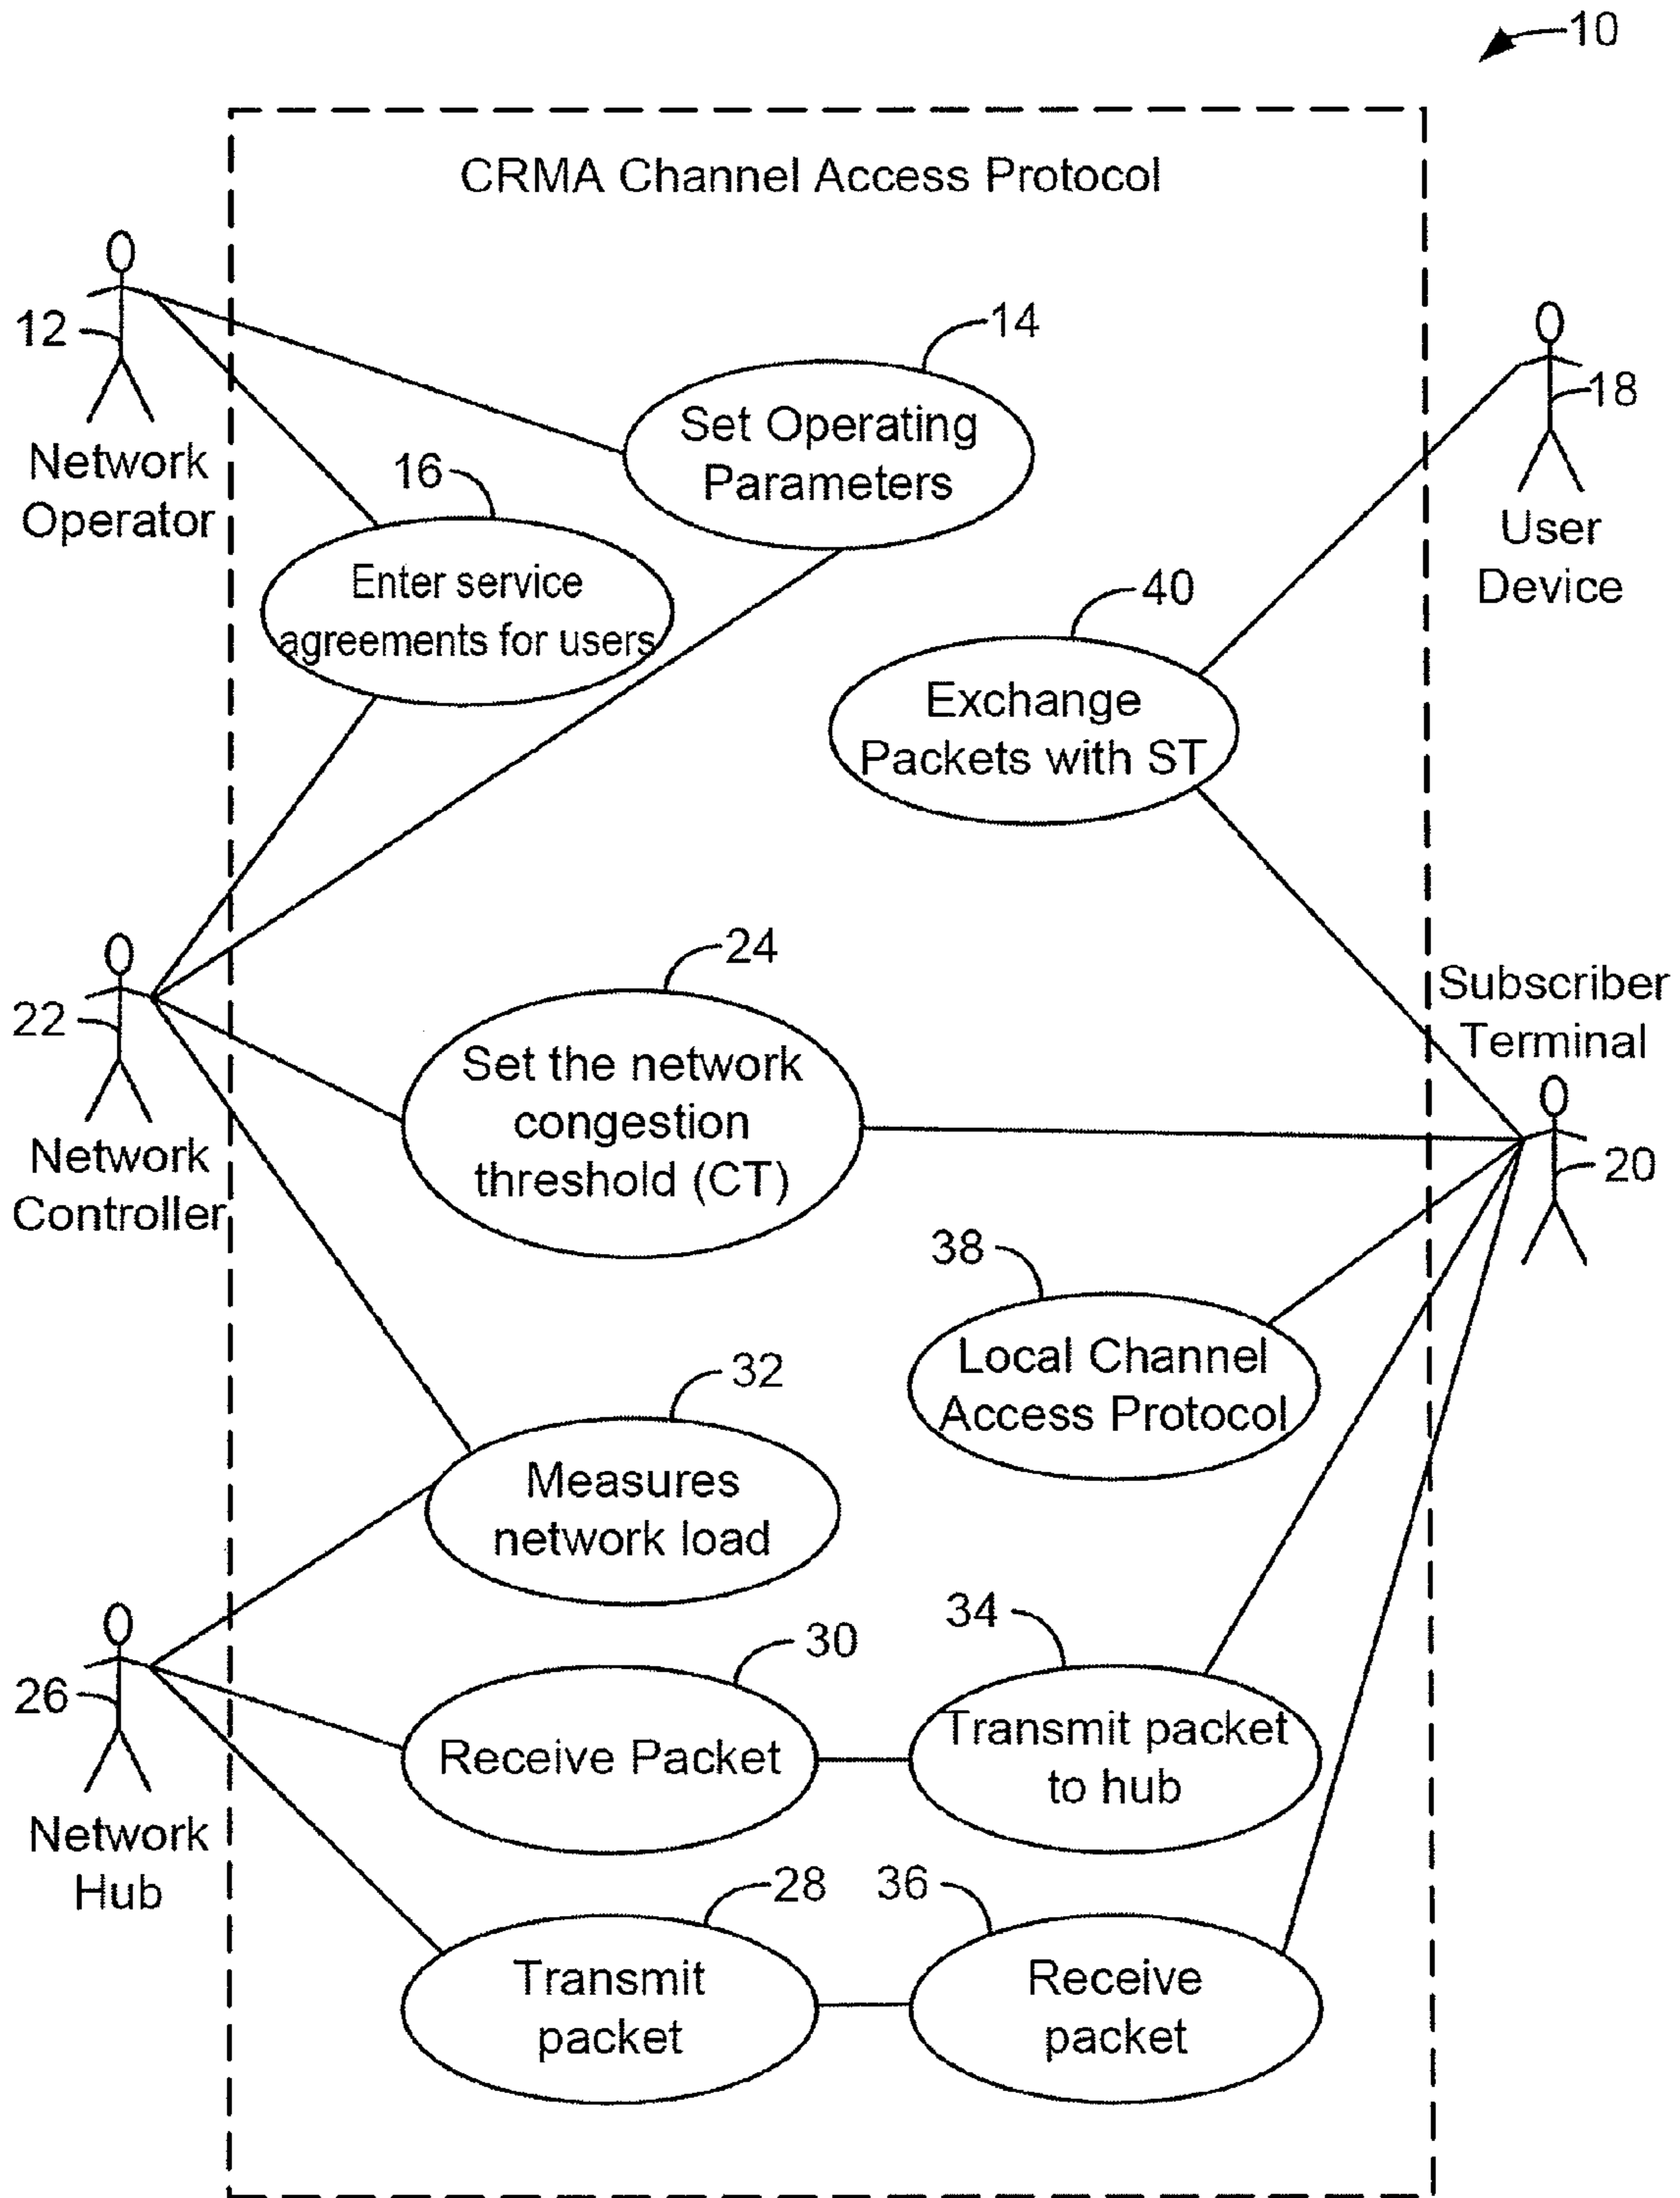 10
CRMA Channel Access Protocol
12
Network
Operator
14
Set Operating
Parameters
16
Enter service
agreements for users
18
User
Device
40
Exchange
Packets with ST
22
Network
Controller
24
Set the network
congestion
threshold (CT)
Subscriber
Terminal
20
38
Local Channel
Access Protocol
32
Measures
network load
26
Network
Hub
30
Receive Packet
34
Transmit packet
to hub
28
Transmit
packet
36
Receive
packet